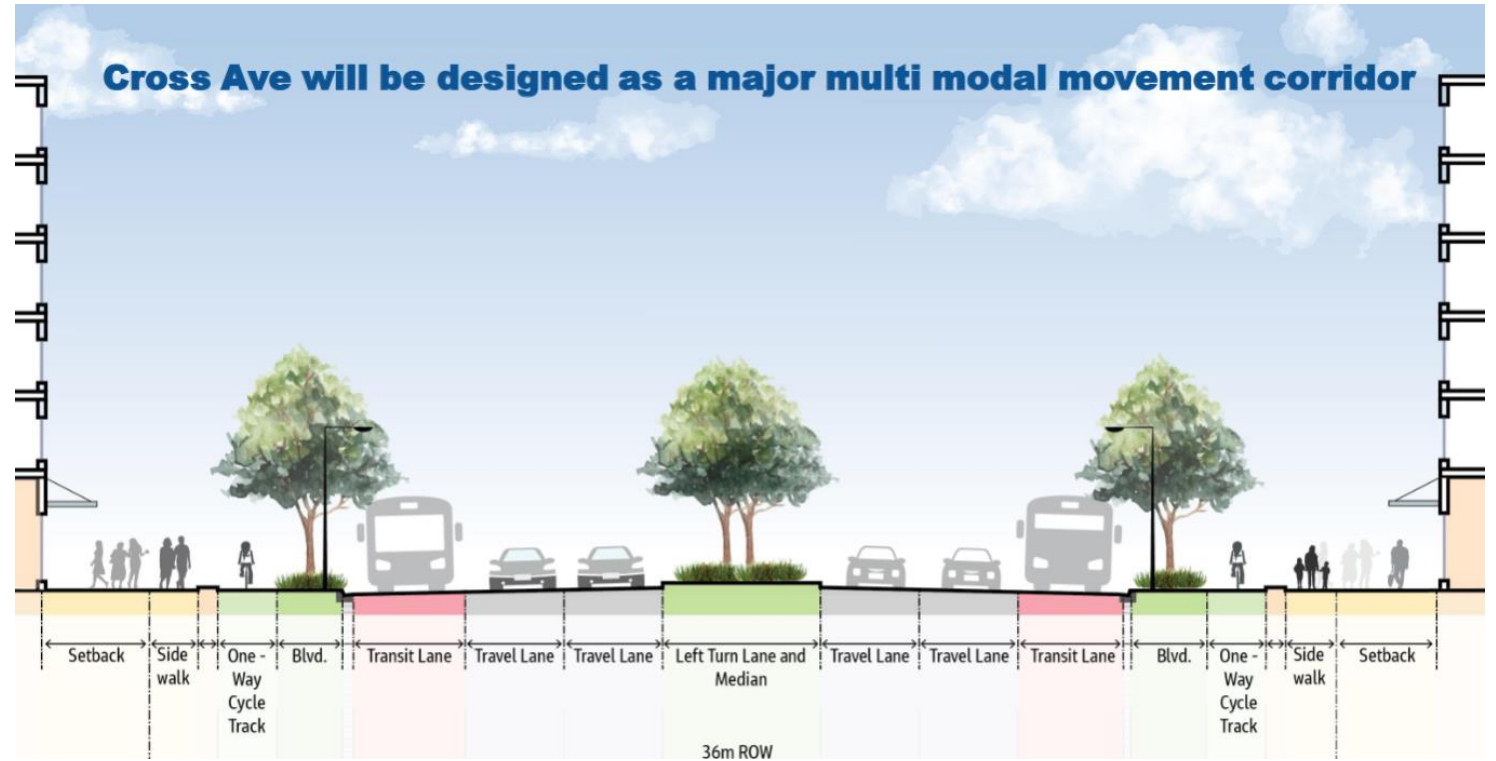 Cross Ave will be designed as a major multi modal movement corridor
Setback
Side
walk
One -
Way
Cycle
Track
Blvd.
Transit Lane
Travel Lane
Travel Lane
Left Turn Lane and
Median
Travel Lane
Travel Lane
Transit Lane
Blvd.
One -
Way
Cycle
Track
Side
walk
Setback
36m ROW